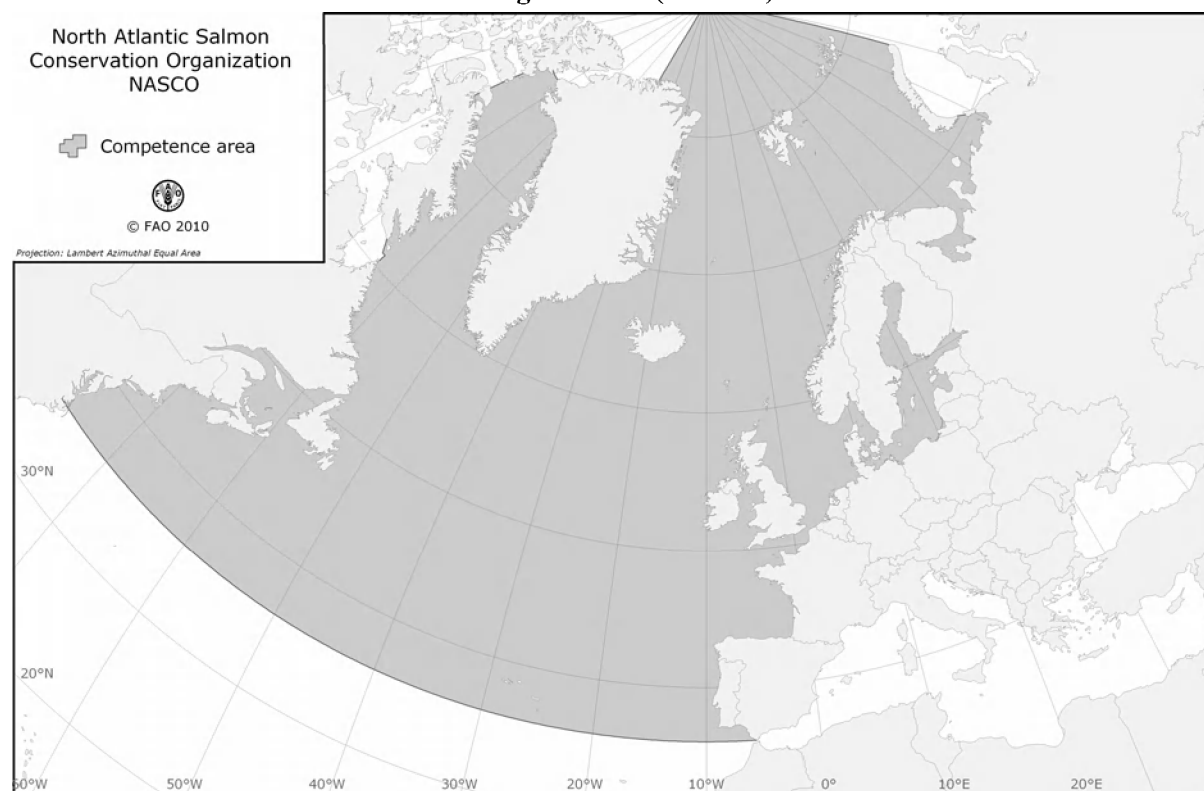 North Atlantic Salmon
Conservation Organization
NASCO
Competence area
F A O
© FAO 2010
Projection: Lambert Azimuthal Equal Area
30°N
20°N
50°W
40°W
30°W
20°W
10°W
0°
10°E
20°E